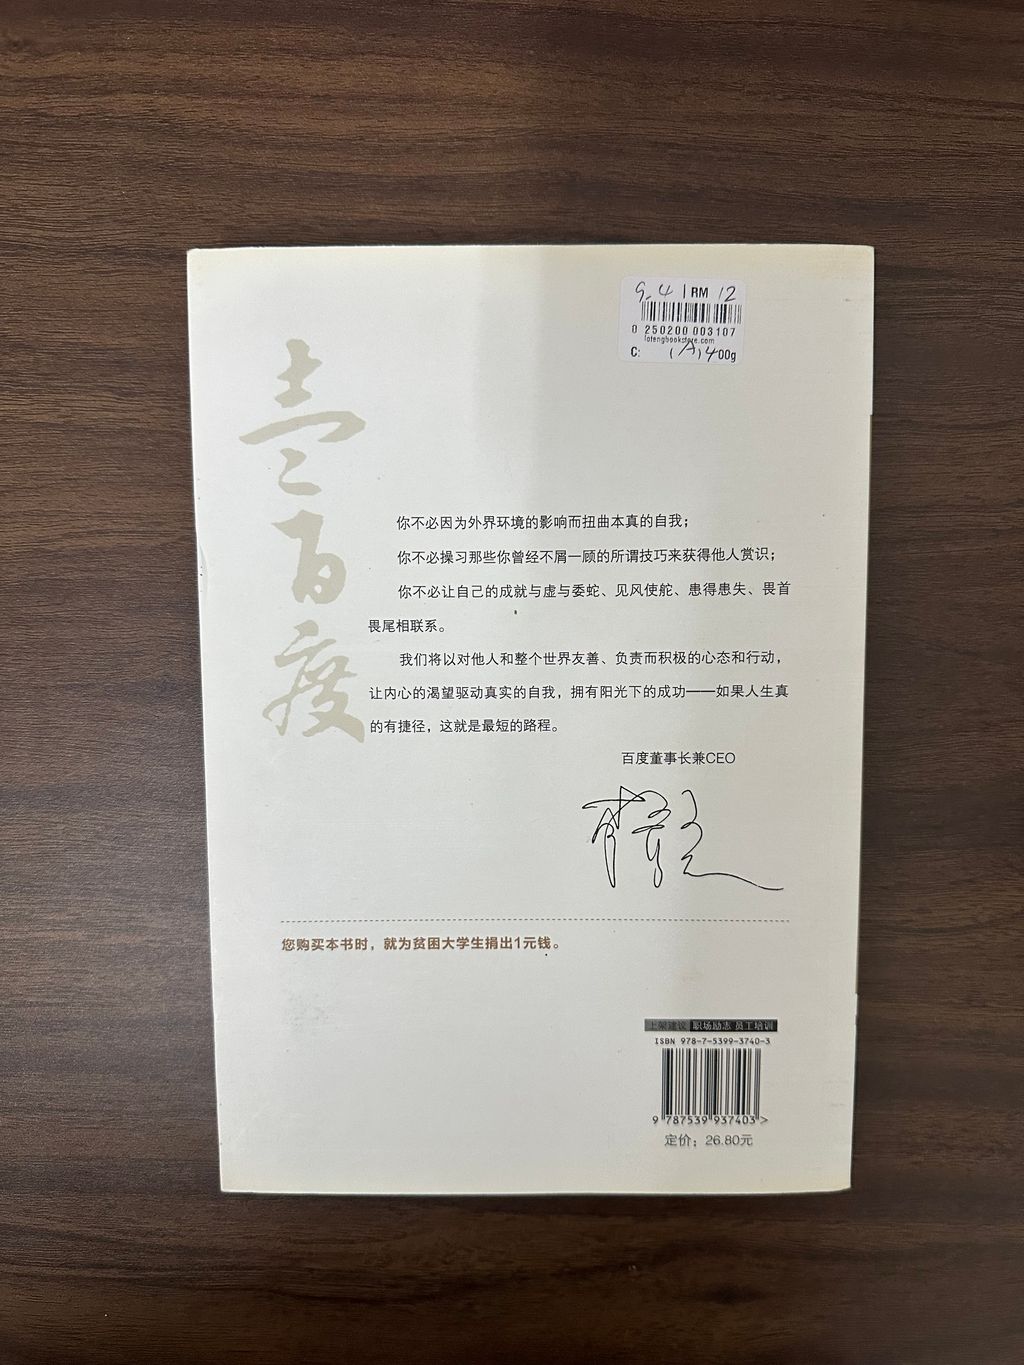 9.4 | RM 12
0 250200 003107
lotengbookstore.com
C: (A) 400g
壹百度
你不必因为外界环境的影响而扭曲本真的自我；
你不必操习那些你曾经不屑一顾的所谓技巧来获得他人赏识；
你不必让自己的成就与虚与委蛇、见风使舵、患得患失、畏首
畏尾相联系。
我们将以对他人和整个世界友善、负责而积极的心态和行动，
让内心的渴望驱动真实的自我，拥有阳光下的成功——如果人生真
的有捷径，这就是最短的路程。
百度董事长兼CEO
您购买本书时，就为贫困大学生捐出1元钱。
上架建议 职场励志 员工培训
ISBN 978-7-5399-3740-3
9 787539 937403 >
定价：26.80元